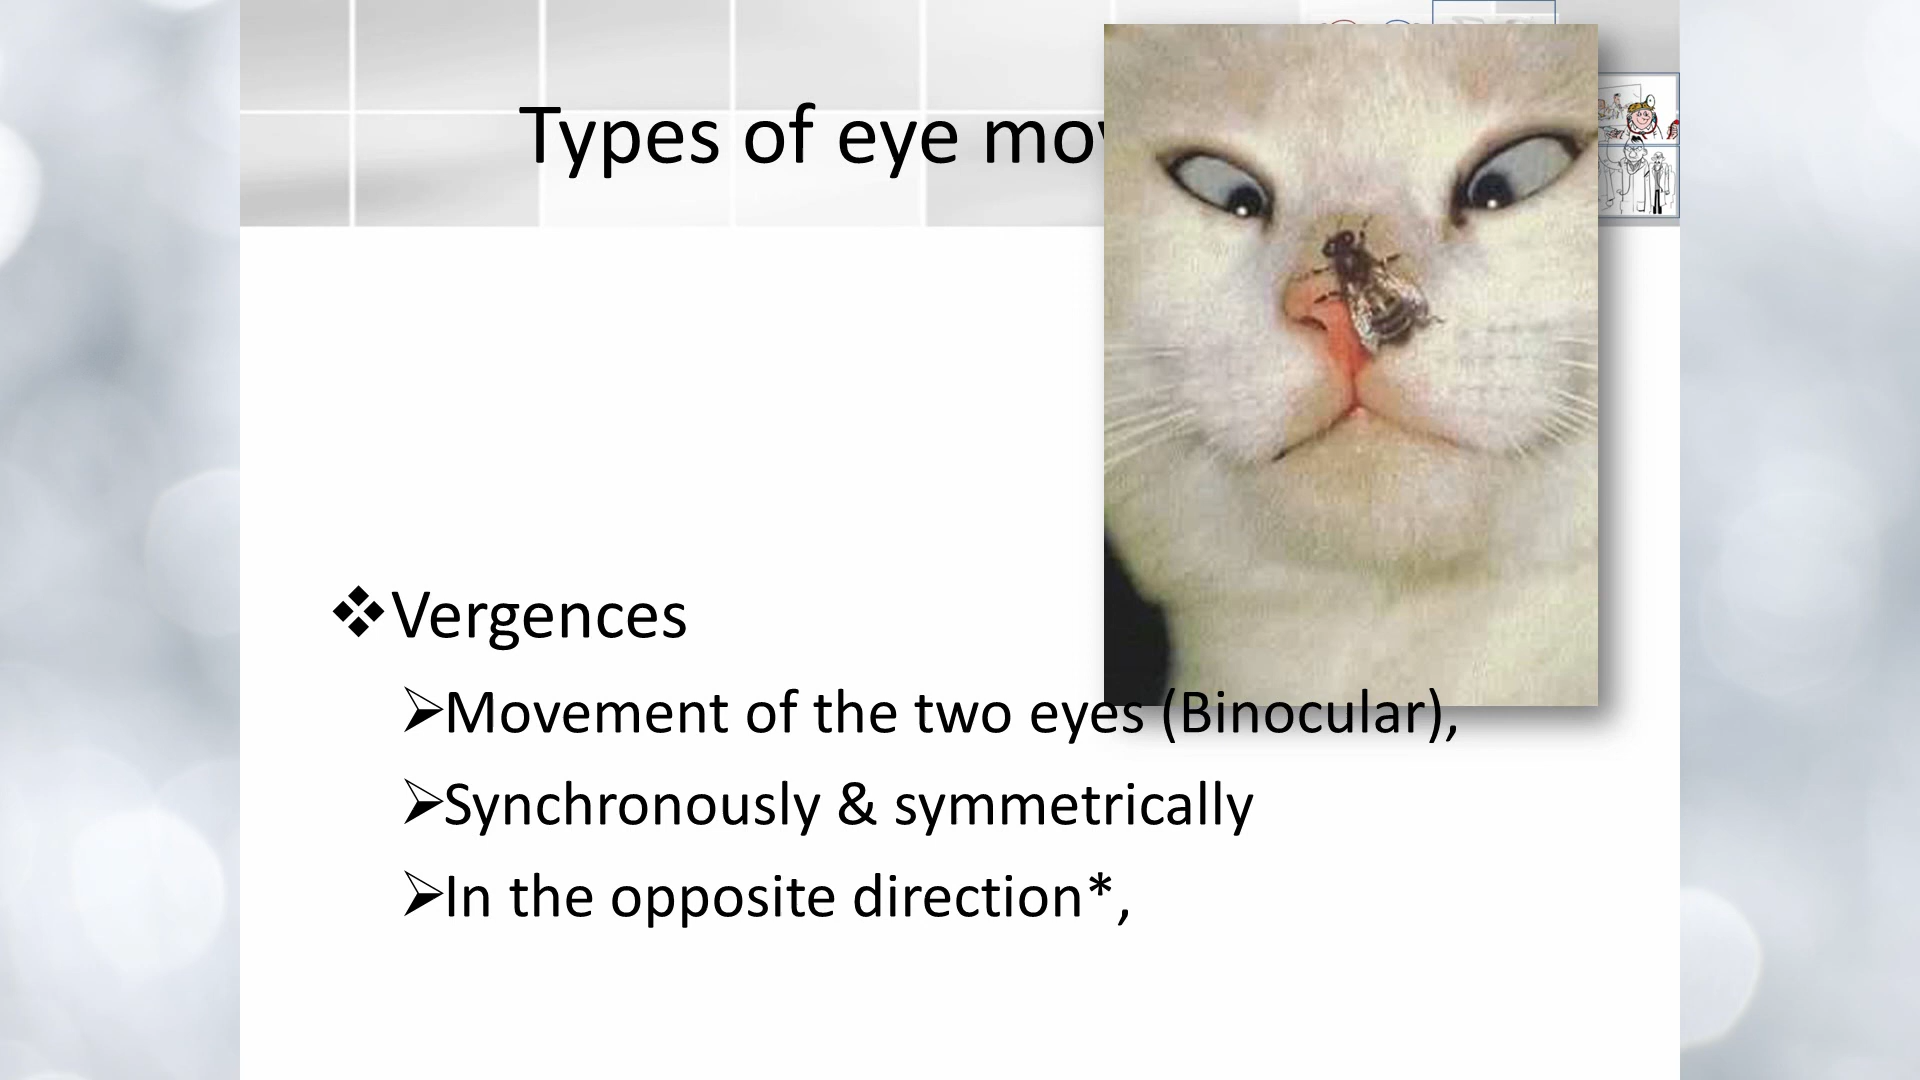 Types of eye mov
Vergences
Movement of the two eyes (Binocular),
Synchronously & symmetrically
In the opposite direction*,